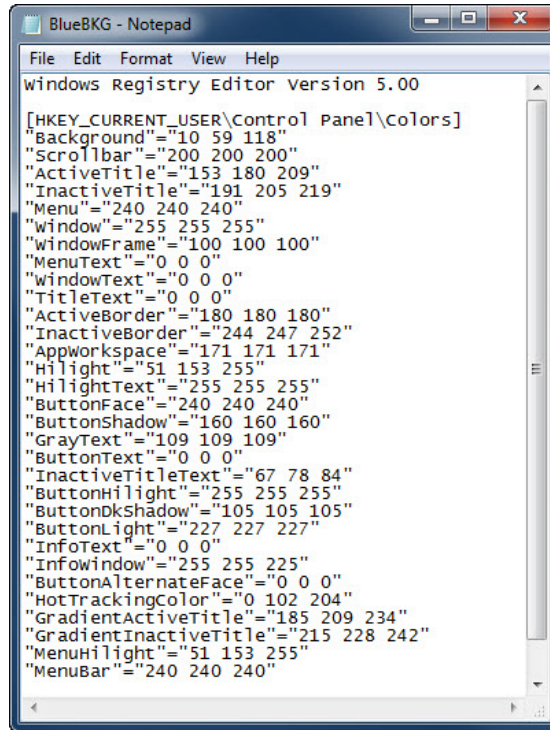 BlueBKG - Notepad
File Edit Format View Help
Windows Registry Editor Version 5.00
[HKEY_CURRENT_USER\Control Panel\Colors]
"Background"="10 59 118"
"Scrollbar"="200 200 200"
"ActiveTitle"="153 180 209"
"InactiveTitle"="191 205 219"
"Menu"="240 240 240"
"Window"="255 255 255"
"WindowFrame"="100 100 100"
"MenuText"="0 0 0"
"WindowText"="0 0 0"
"TitleText"="0 0 0"
"ActiveBorder"="180 180 180"
"InactiveBorder"="244 247 252"
"AppWorkspace"="171 171 171"
"Hilight"="51 153 255"
"HilightText"="255 255 255"
"ButtonFace"="240 240 240"
"ButtonShadow"="160 160 160"
"GrayText"="109 109 109"
"ButtonText"="0 0 0"
"InactiveTitleText"="67 78 84"
"ButtonHilight"="255 255 255"
"ButtonDkShadow"="105 105 105"
"ButtonLight"="227 227 227"
"InfoText"="0 0 0"
"InfoWindow"="255 255 225"
"ButtonAlternateFace"="0 0 0"
"HotTrackingColor"="0 102 204"
"GradientActiveTitle"="185 209 234"
"GradientInactiveTitle"="215 228 242"
"MenuHilight"="51 153 255"
"MenuBar"="240 240 240"